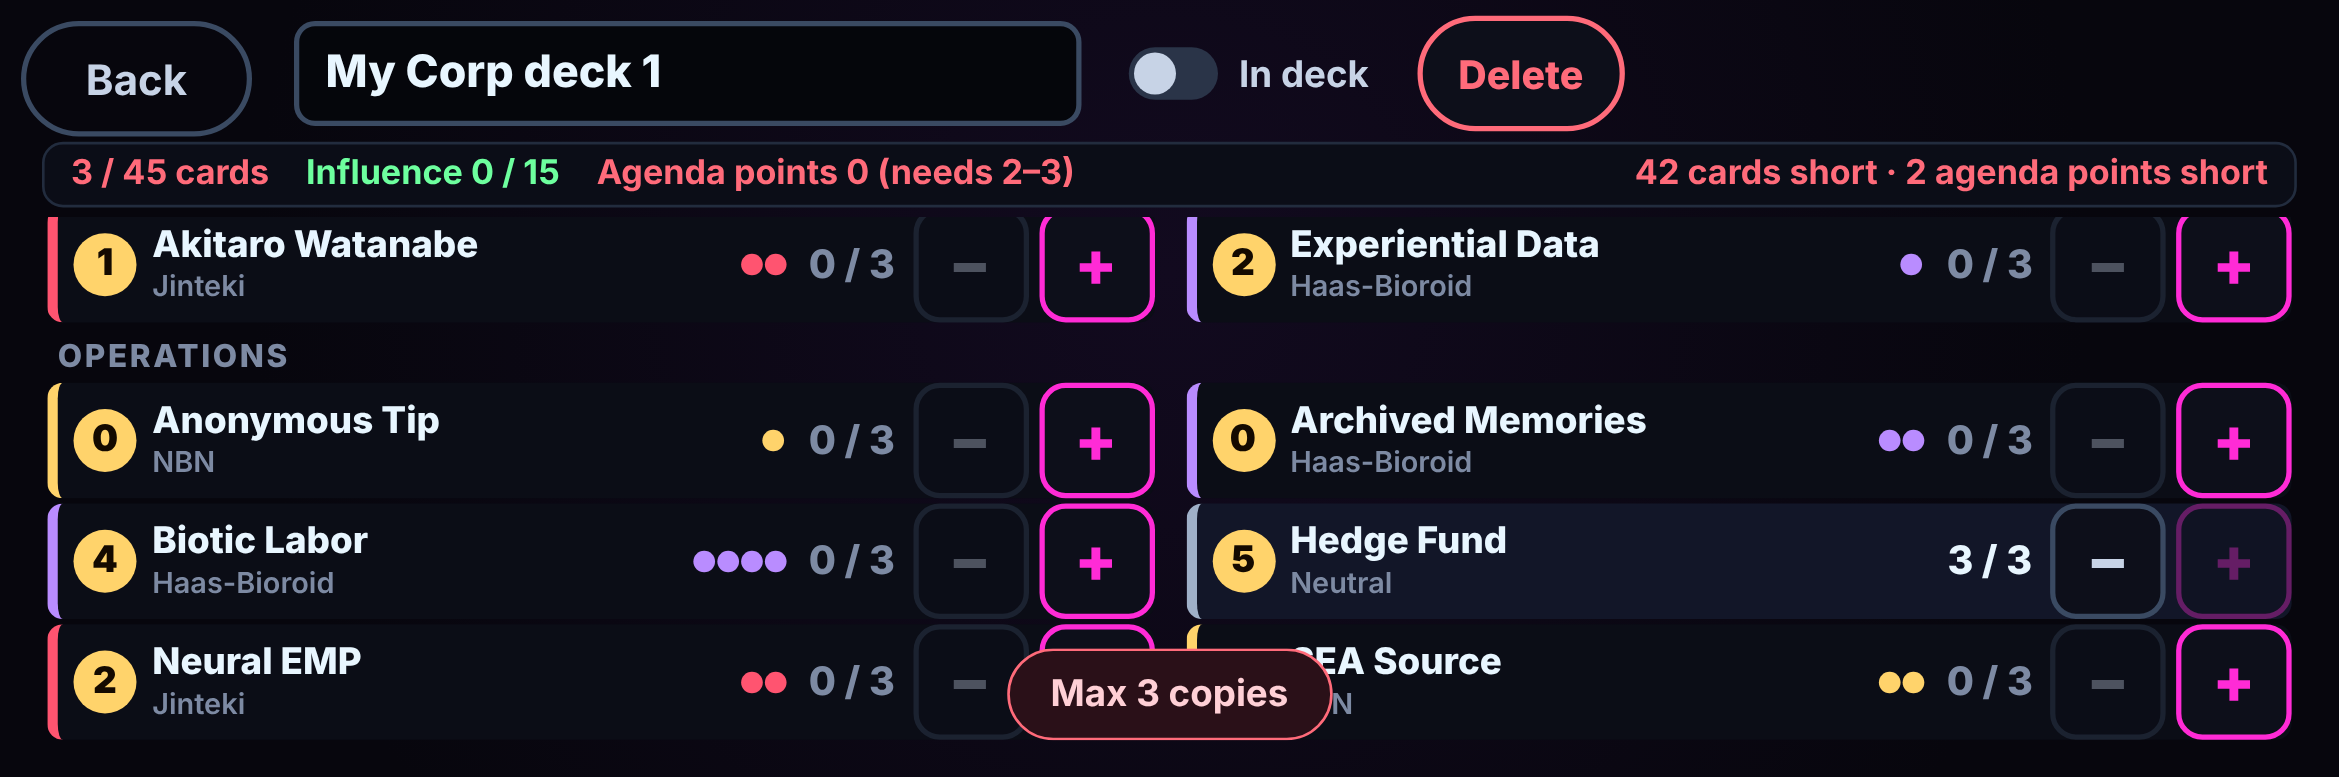 Back
My Corp deck 1
In deck
Delete
3 / 45 cards
Influence 0 / 15
Agenda points 0 (needs 2–3)
42 cards short · 2 agenda points short
1
Akitaro Watanabe
Jinteki
0 / 3
−
+
2
Experiential Data
Haas-Bioroid
0 / 3
−
+
OPERATIONS
0
Anonymous Tip
NBN
0 / 3
−
+
0
Archived Memories
Haas-Bioroid
0 / 3
−
+
4
Biotic Labor
Haas-Bioroid
0 / 3
−
+
5
Hedge Fund
Neutral
3 / 3
−
+
2
Neural EMP
Jinteki
0 / 3
−
Max 3 copies
Source
0 / 3
−
+